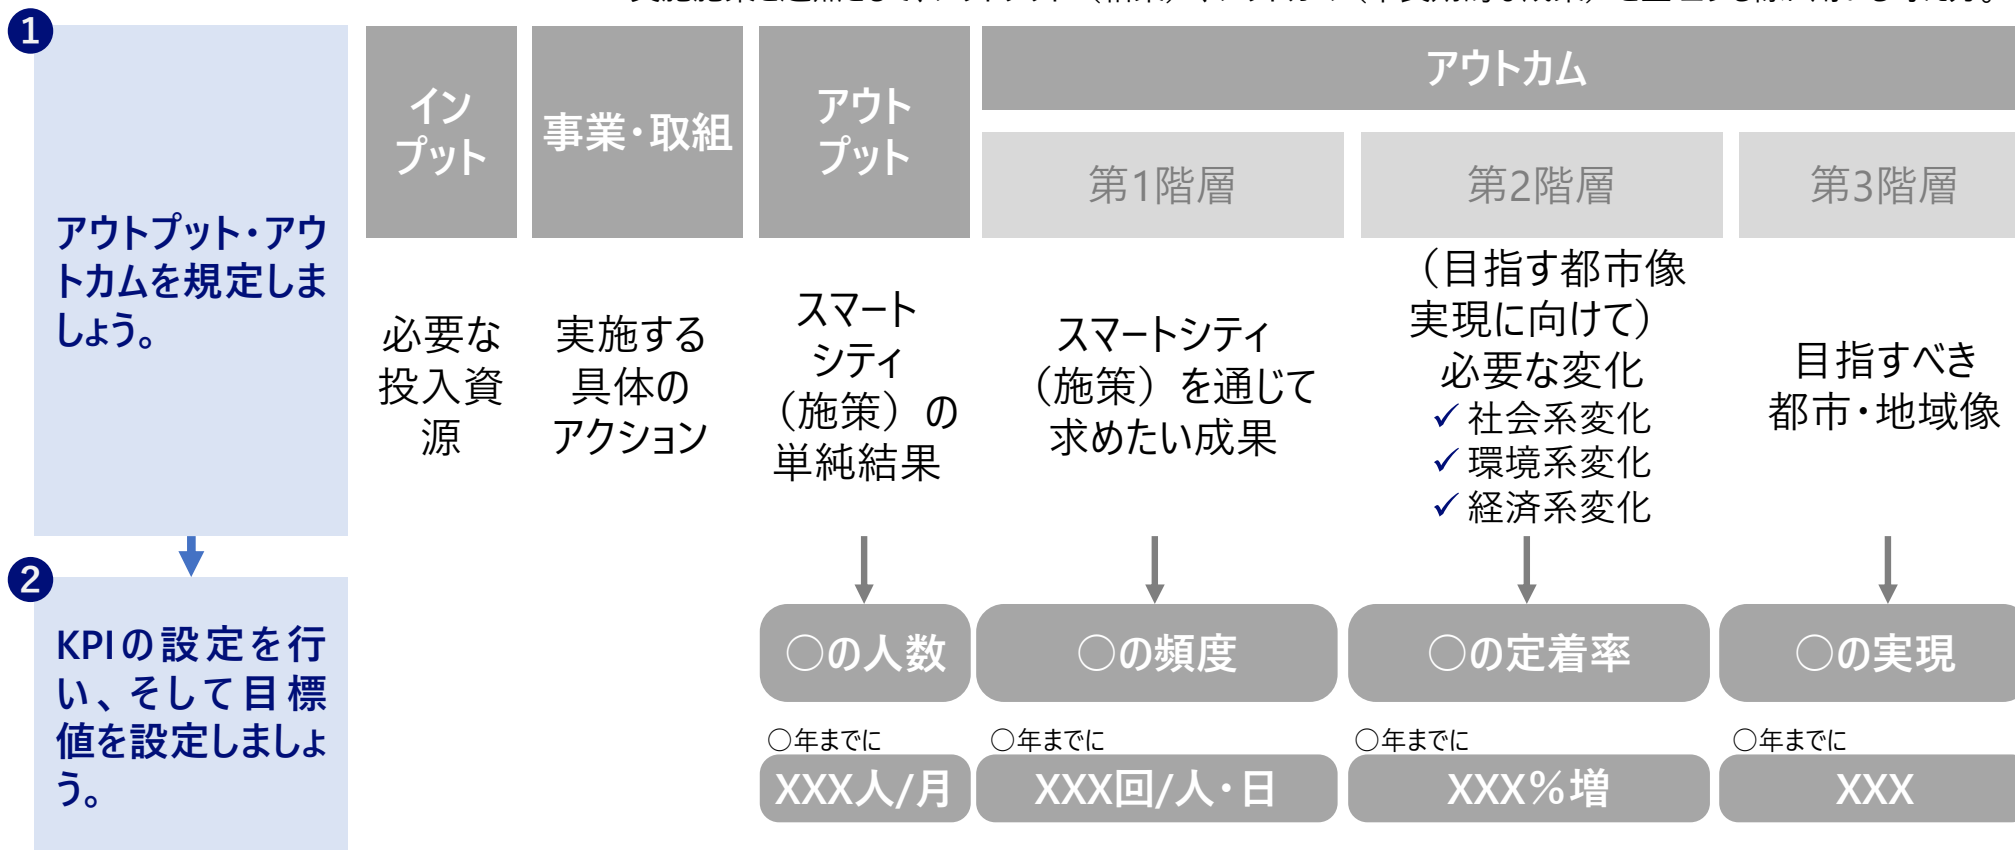 1
アウトプット・アウ
トカムを規定しま
しょう。
イン
プット
事業・取組
アウト
プット
アウトカム
第1階層
第2階層
第3階層
必要な
投入資
源
実施する
具体の
アクション
スマート
シティ
（施策）の
単純結果
スマートシティ
（施策）を通じて
求めたい成果
（目指す都市像
実現に向けて）
必要な変化
✓社会系変化
✓環境系変化
✓経済系変化
目指すべき
都市・地域像
2
KPIの設定を行
い、そして目標
値を設定しましょ
う。
○の人数
○の頻度
○の定着率
○の実現
○年までに
○年までに
○年までに
○年までに
XXX人/月
XXX回/人・日
XXX％増
XXX